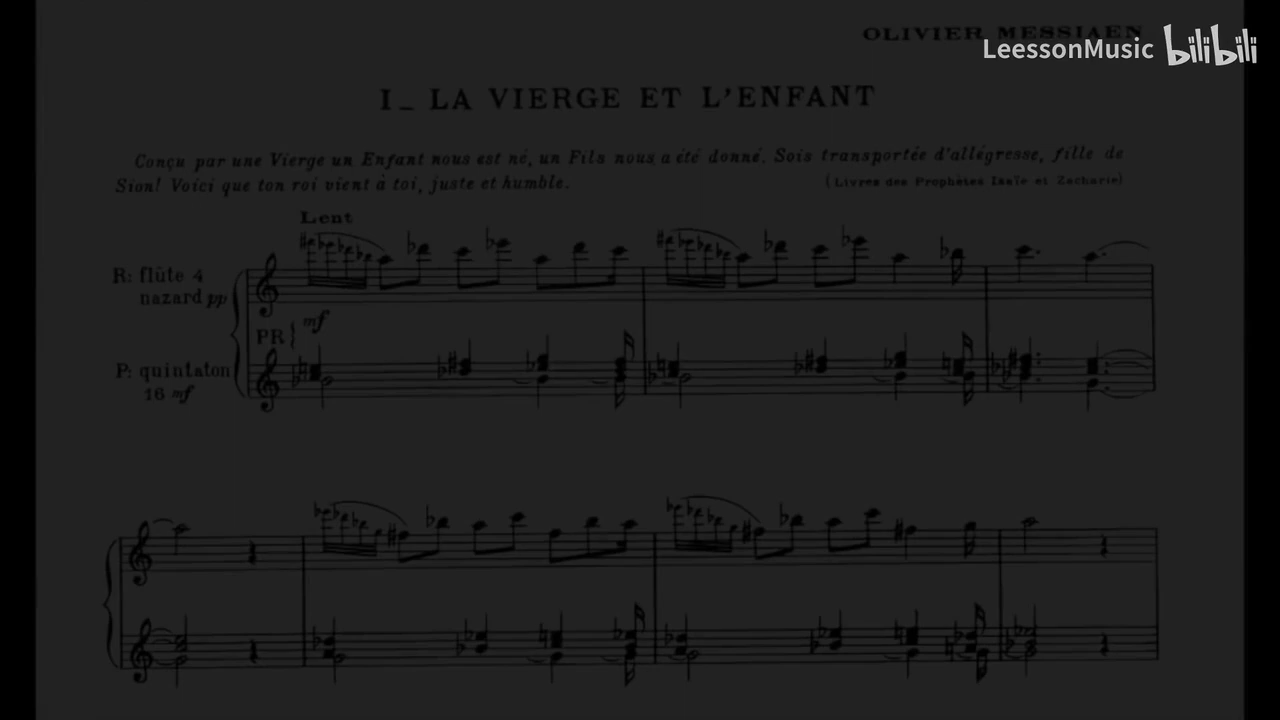 OLIVIER MESSIAEN
LeessonMusic bilibili
I_ LA VIERGE ET L'ENFANT
Conçu par une Vierge un Enfant nous est né, un Fils nous a été donné. Sois transportée d'allégresse, fille de
Sion! Voici que ton roi vient à toi, juste et humble.
(Livres des Prophètes Isaïe et Zacharie)
Lent
R: flûte 4
nazard pp
mf
PR
P: quintaton
16 mf